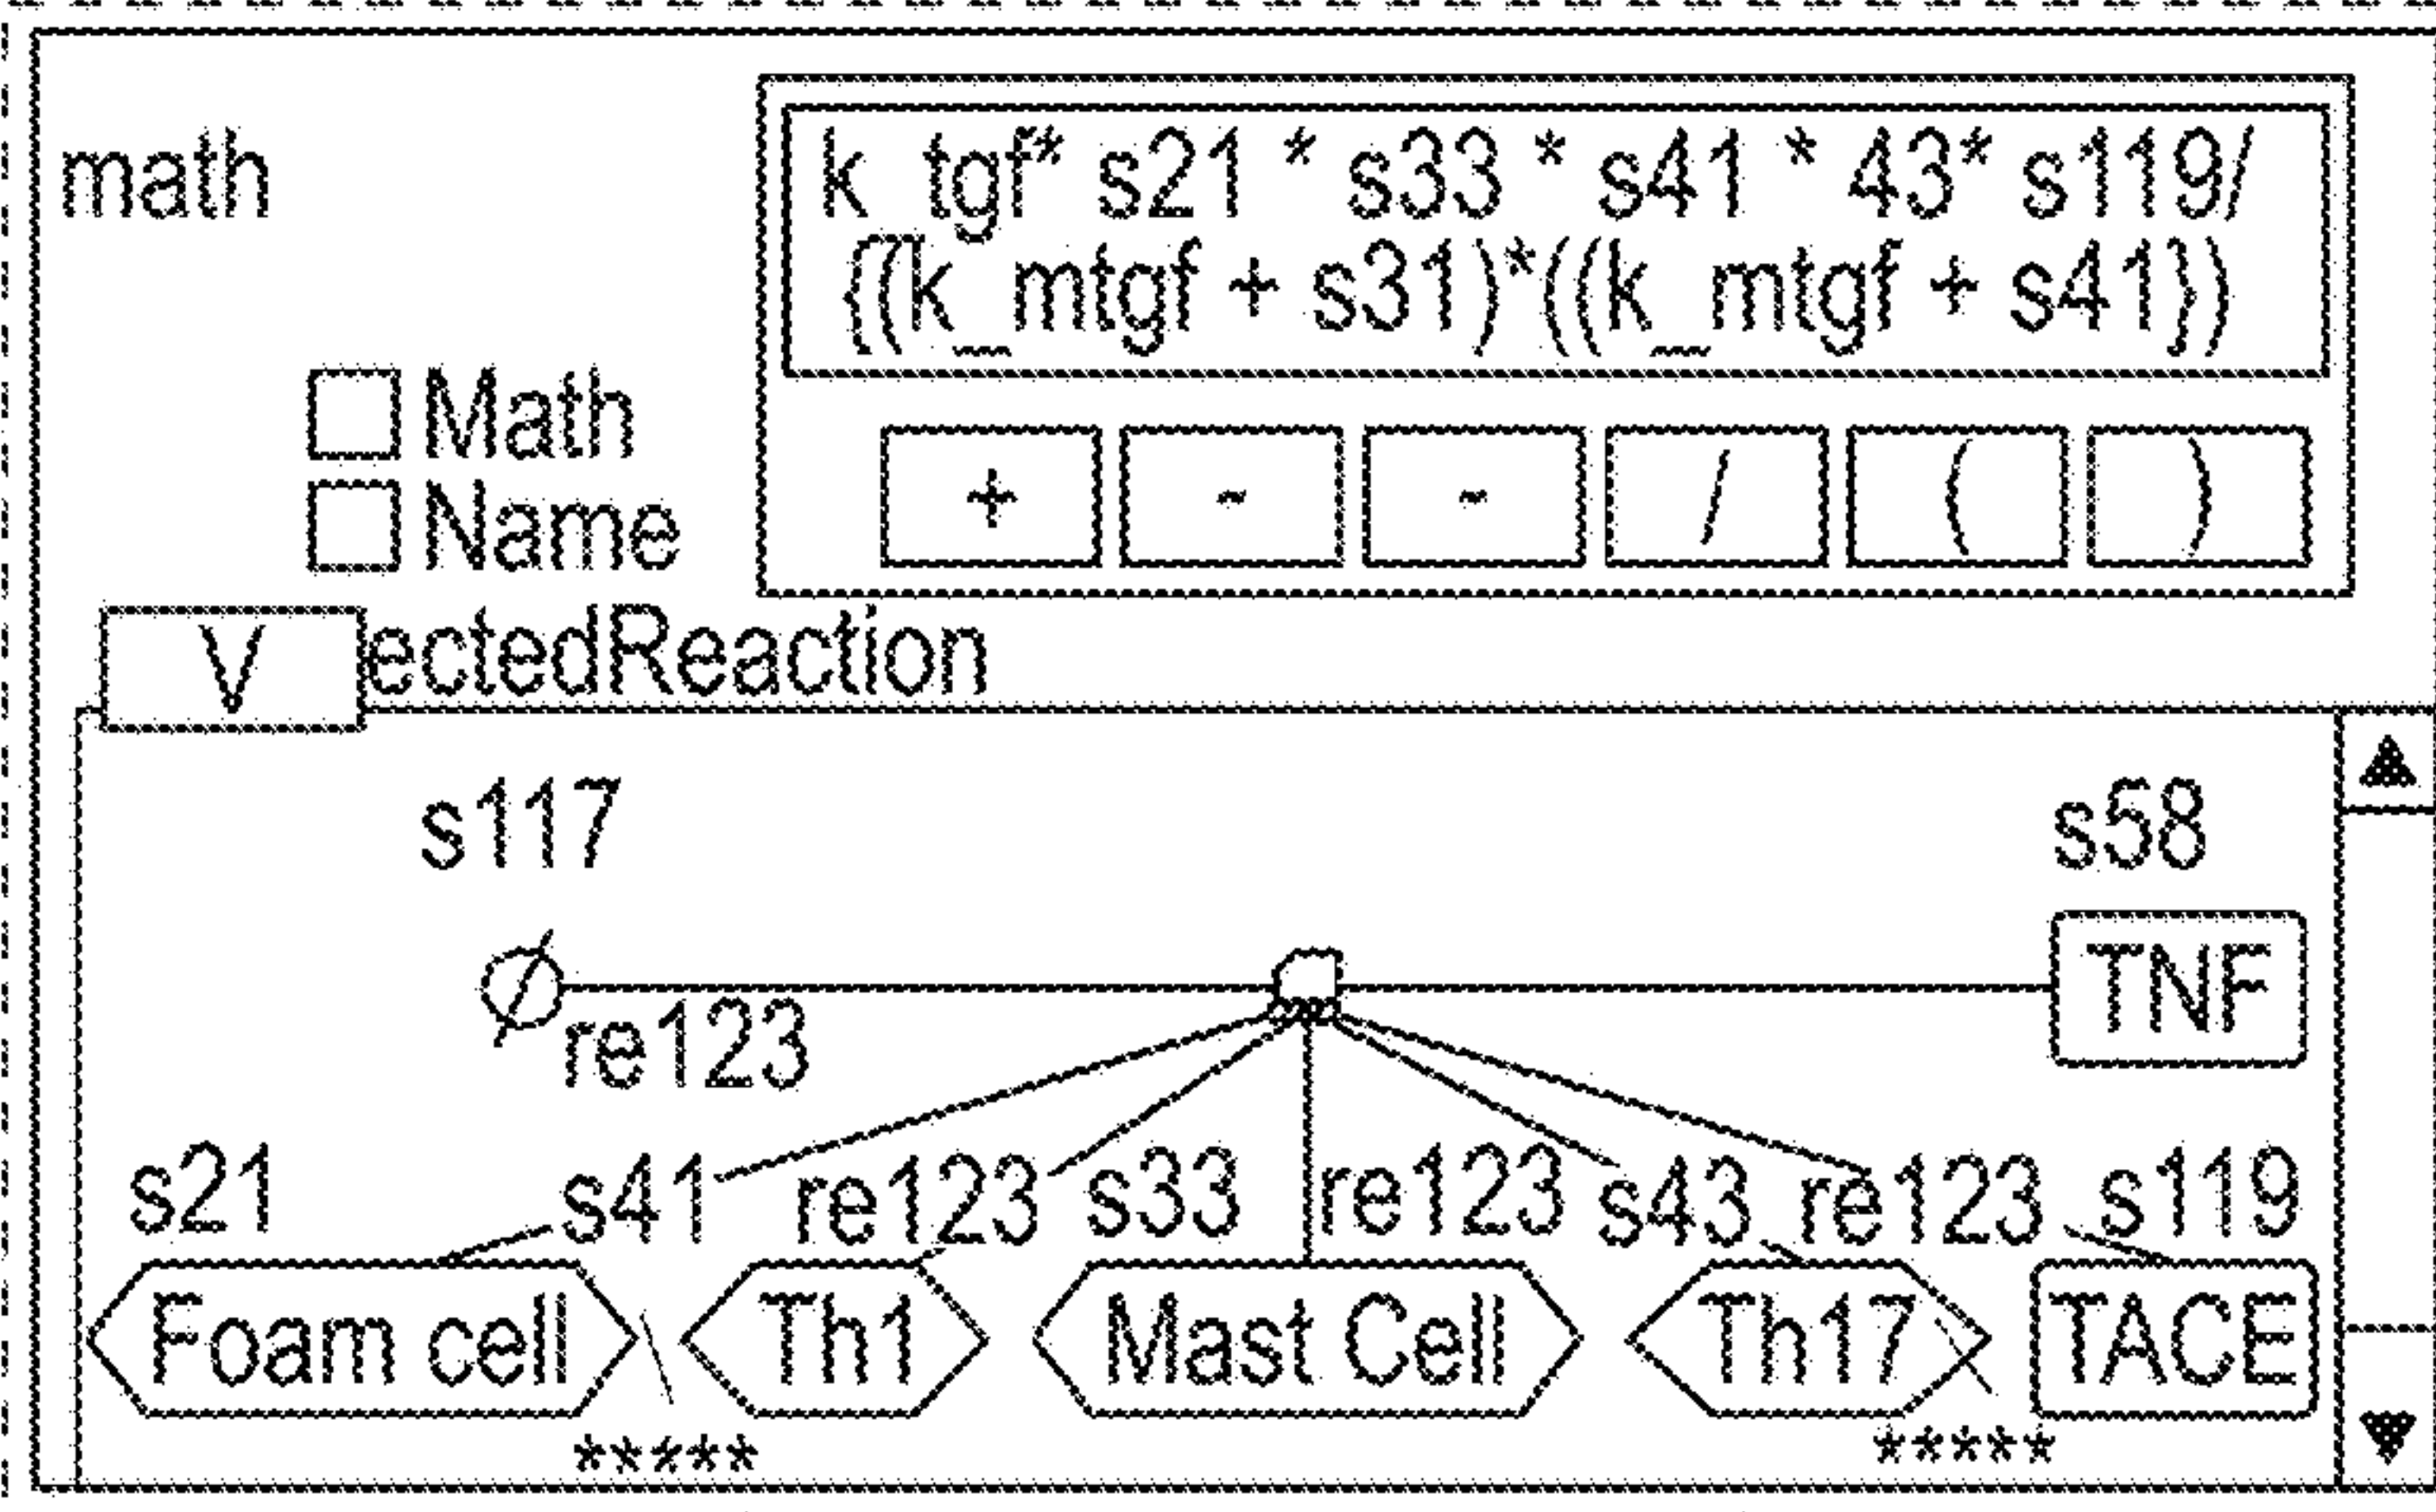 math
k_tgf* s21 * s33 * s41 * 43* s119/
{(k_mtgf + s31)*((k_mtgf + s41})
Math
Name
+ - - / ( )
V ectedReaction
s117 s58
TNF
re123
s21 s41 re123 s33 re123 s43 re123 s119
Foam cell Th1 Mast Cell Th17 TACE
***** *****